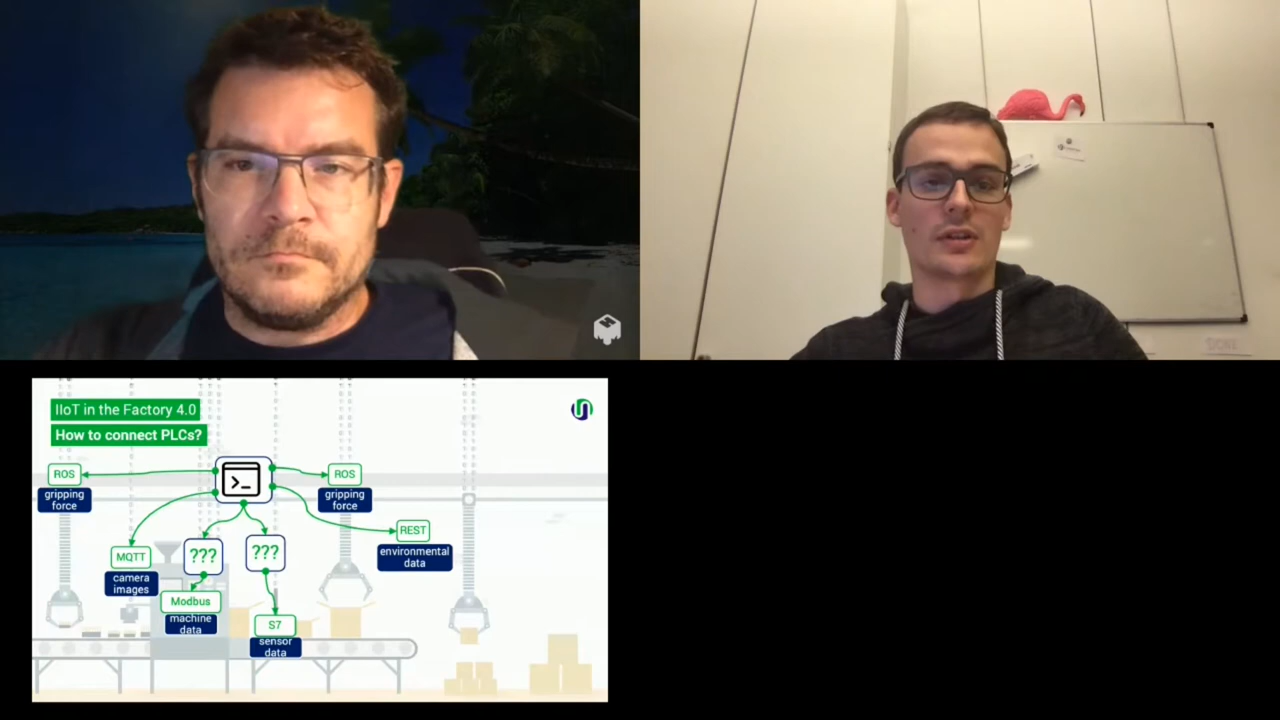 IIoT in the Factory 4.0
How to connect PLCs?
ROS
gripping
force
ROS
gripping
force
REST
environmental
data
MQTT
camera
images
???
???
Modbus
machine
data
S7
sensor
data